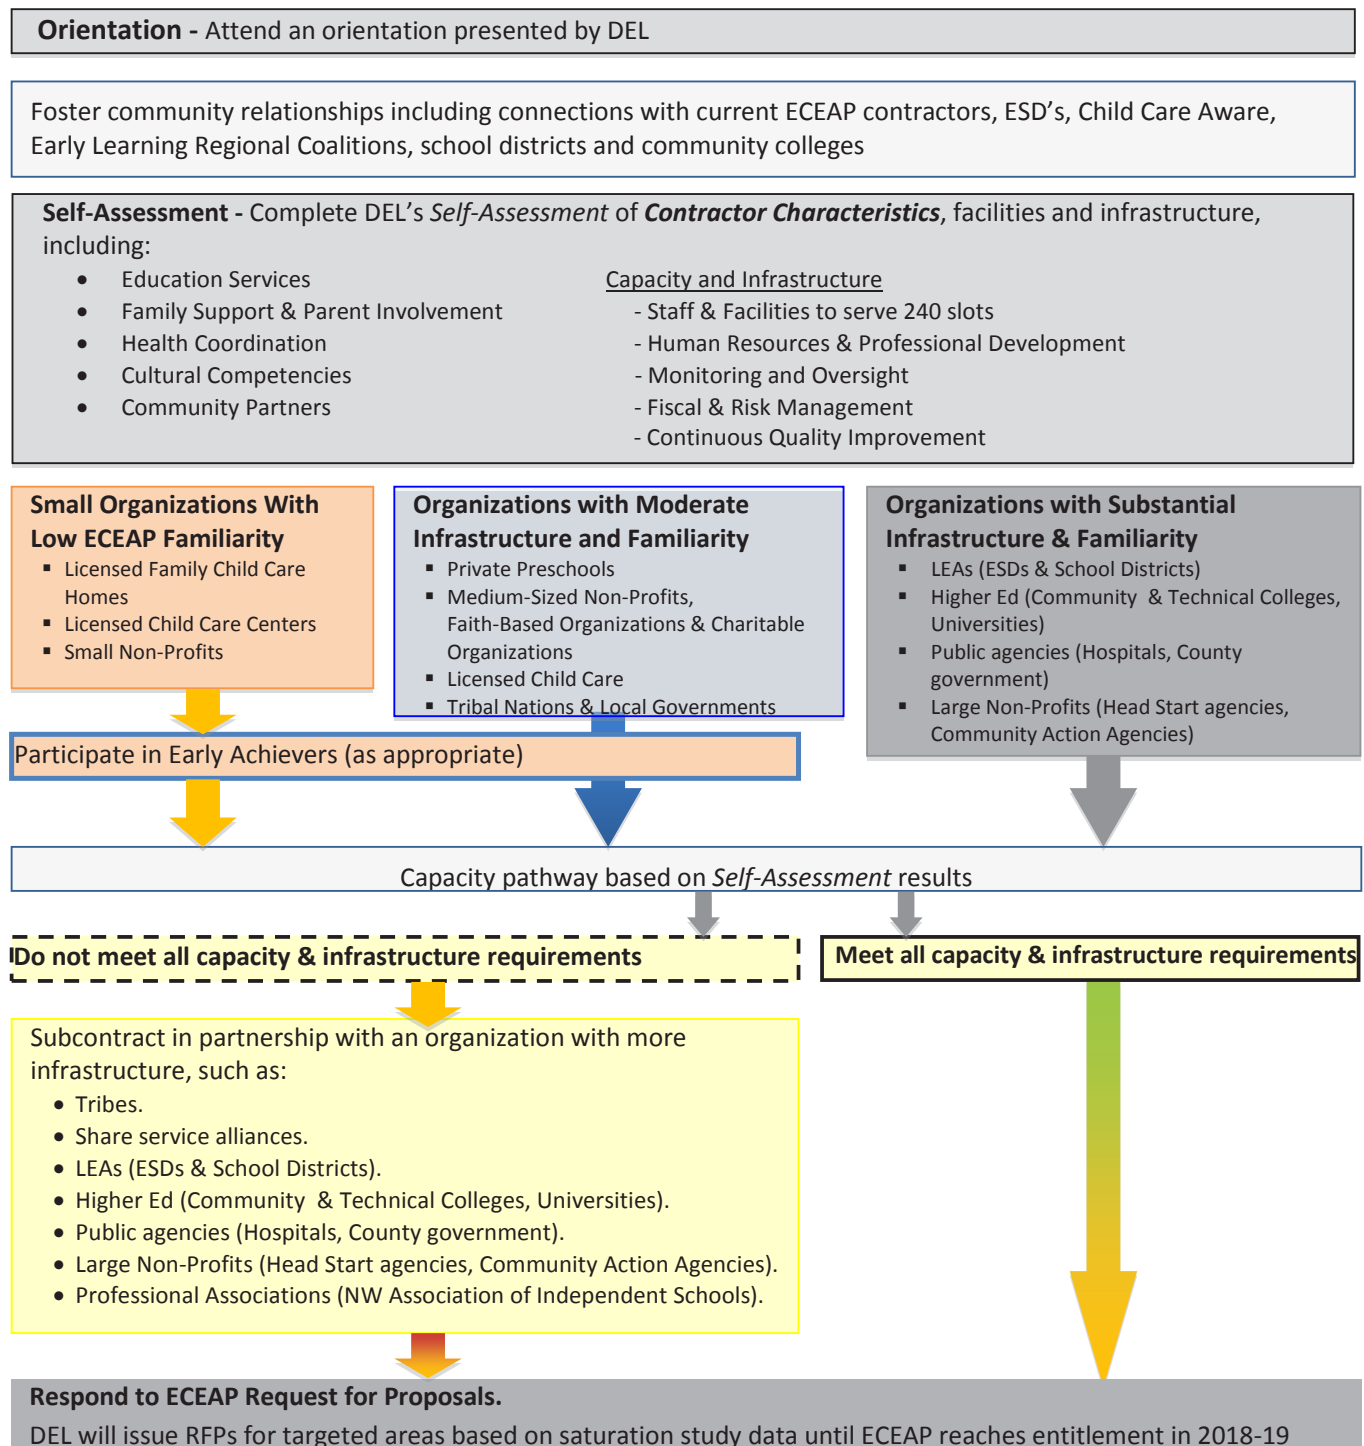 Orientation - Attend an orientation presented by DEL
Foster community relationships including connections with current ECEAP contractors, ESD's, Child Care Aware,
Early Learning Regional Coalitions, school districts and community colleges
Self-Assessment - Complete DEL's Self-Assessment of Contractor Characteristics, facilities and infrastructure,
including:
• Education Services
• Family Support & Parent Involvement
• Health Coordination
• Cultural Competencies
• Community Partners
Capacity and Infrastructure
- Staff & Facilities to serve 240 slots
- Human Resources & Professional Development
- Monitoring and Oversight
- Fiscal & Risk Management
- Continuous Quality Improvement
Small Organizations With
Low ECEAP Familiarity
▪ Licensed Family Child Care
Homes
▪ Licensed Child Care Centers
▪ Small Non-Profits
Organizations with Moderate
Infrastructure and Familiarity
▪ Private Preschools
▪ Medium-Sized Non-Profits,
Faith-Based Organizations & Charitable
Organizations
▪ Licensed Child Care
▪ Tribal Nations & Local Governments
Organizations with Substantial
Infrastructure & Familiarity
▪ LEAs (ESDs & School Districts)
▪ Higher Ed (Community & Technical Colleges,
Universities)
▪ Public agencies (Hospitals, County
government)
▪ Large Non-Profits (Head Start agencies,
Community Action Agencies)
Participate in Early Achievers (as appropriate)
Capacity pathway based on Self-Assessment results
Do not meet all capacity & infrastructure requirements
Meet all capacity & infrastructure requirements
Subcontract in partnership with an organization with more
infrastructure, such as:
• Tribes.
• Share service alliances.
• LEAs (ESDs & School Districts).
• Higher Ed (Community & Technical Colleges, Universities).
• Public agencies (Hospitals, County government).
• Large Non-Profits (Head Start agencies, Community Action Agencies).
• Professional Associations (NW Association of Independent Schools).
Respond to ECEAP Request for Proposals.
DEL will issue RFPs for targeted areas based on saturation study data until ECEAP reaches entitlement in 2018-19